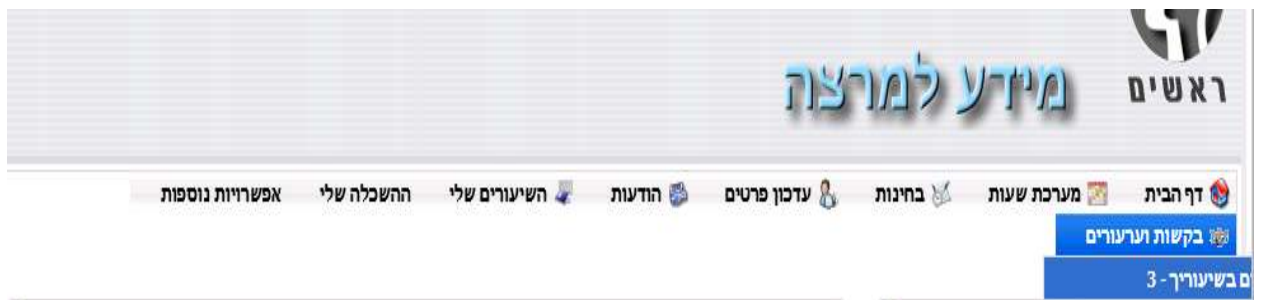 ראשים
מידע למרצה
דף הבית מערכת שעות בחינות עדכון פרטים הודעות השיעורים שלי ההשכלה שלי אפשרויות נוספות
בקשות וערעורים
בשיעוריך - 3